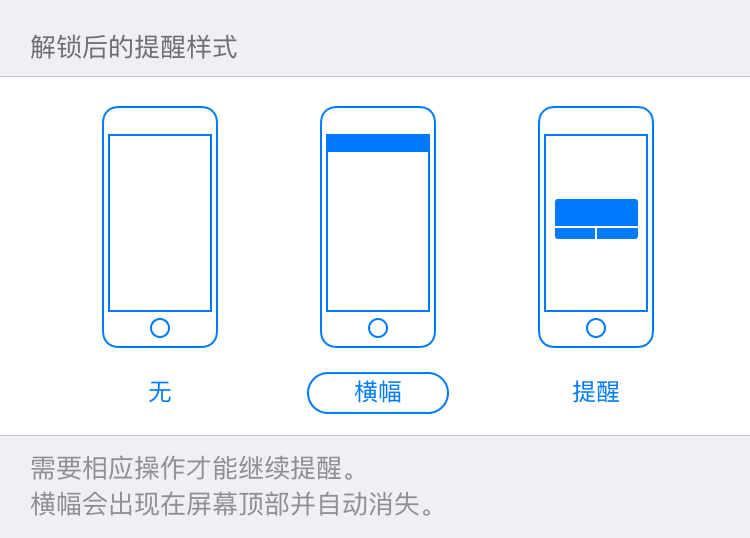 解锁后的提醒样式
无
横幅
提醒
需要相应操作才能继续提醒。
横幅会出现在屏幕顶部并自动消失。